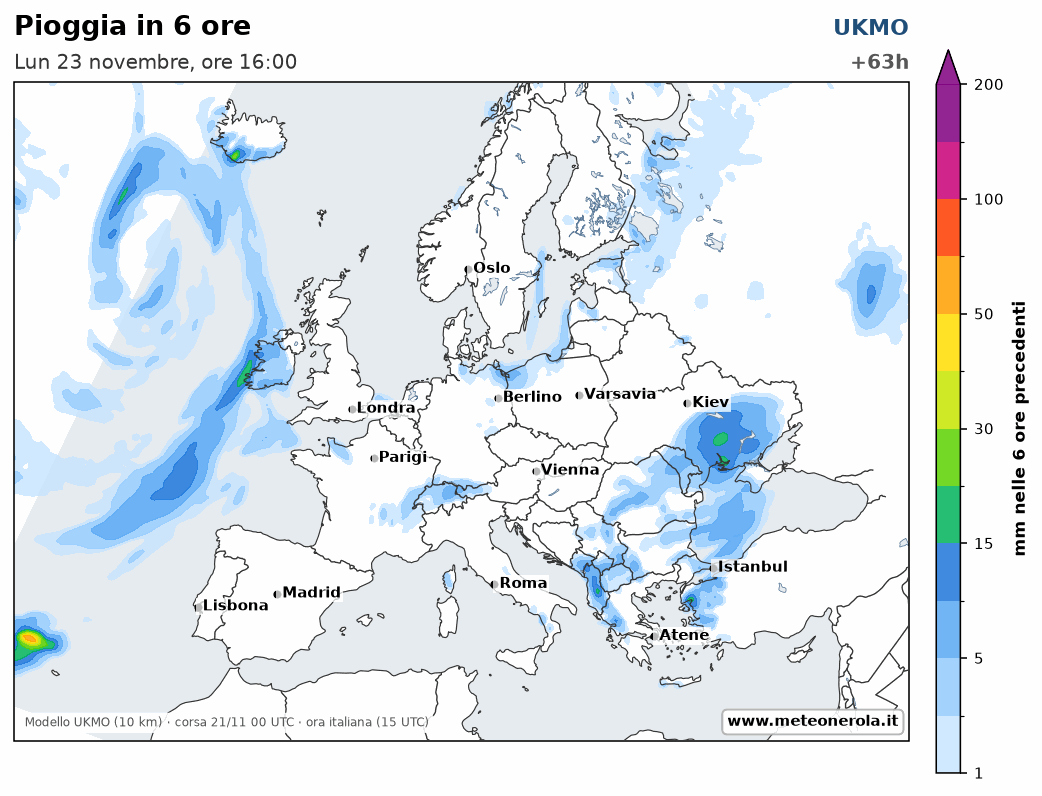 Pioggia in 6 ore
UKMO
Lun 23 novembre, ore 16:00
+63h
200
100
50
30
15
5
1
mm nelle 6 ore precedenti
Oslo
Berlino
Varsavia
Kiev
Londra
Parigi
Vienna
Istanbul
Roma
Madrid
Lisbona
Atene
Modello UKMO (10 km) · corsa 21/11 00 UTC · ora italiana (15 UTC)
www.meteonerola.it